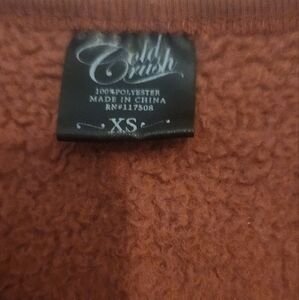 Cold
Crush
100%POLYESTER
MADE IN CHINA
RN#117508
XS